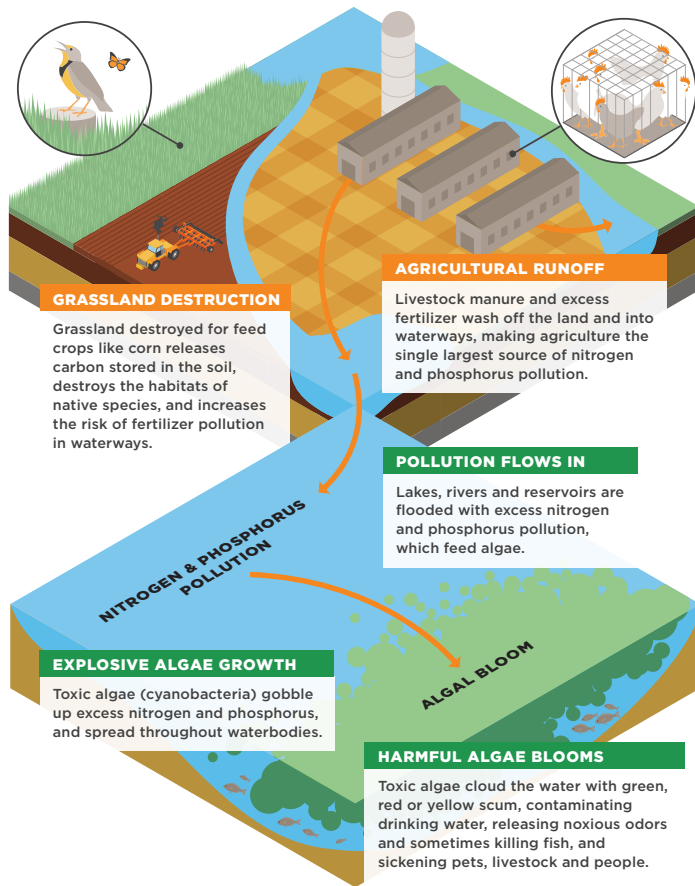 GRASSLAND DESTRUCTION
Grassland destroyed for feed
crops like corn releases
carbon stored in the soil,
destroys the habitats of
native species, and increases
the risk of fertilizer pollution
in waterways.
AGRICULTURAL RUNOFF
Livestock manure and excess
fertilizer wash off the land and into
waterways, making agriculture the
single largest source of nitrogen
and phosphorus pollution.
POLLUTION FLOWS IN
Lakes, rivers and reservoirs are
flooded with excess nitrogen
and phosphorus pollution,
which feed algae.
NITROGEN & PHOSPHORUS
POLLUTION
ALGAL BLOOM
EXPLOSIVE ALGAE GROWTH
Toxic algae (cyanobacteria) gobble
up excess nitrogen and phosphorus,
and spread throughout waterbodies.
HARMFUL ALGAE BLOOMS
Toxic algae cloud the water with green,
red or yellow scum, contaminating
drinking water, releasing noxious odors
and sometimes killing fish, and
sickening pets, livestock and people.